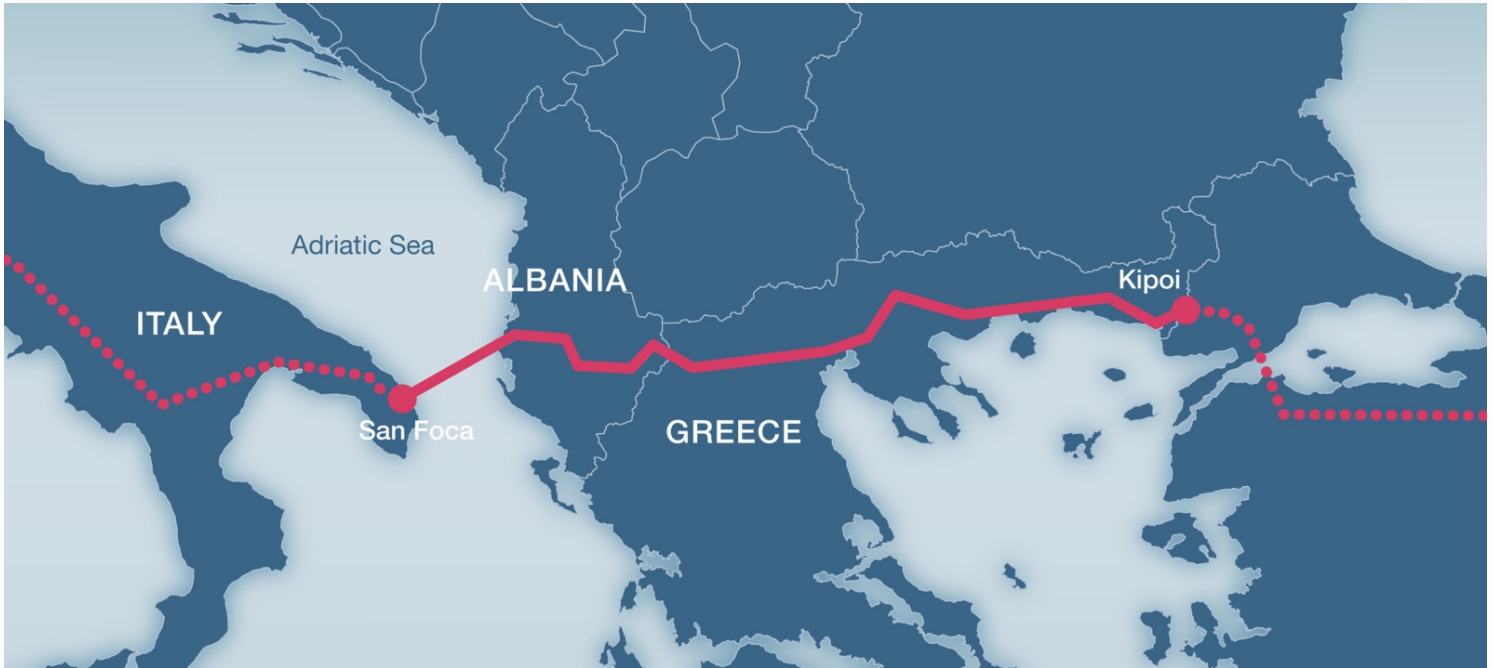 Adriatic Sea
ALBANIA
Kipoi
ITALY
San Foca
GREECE